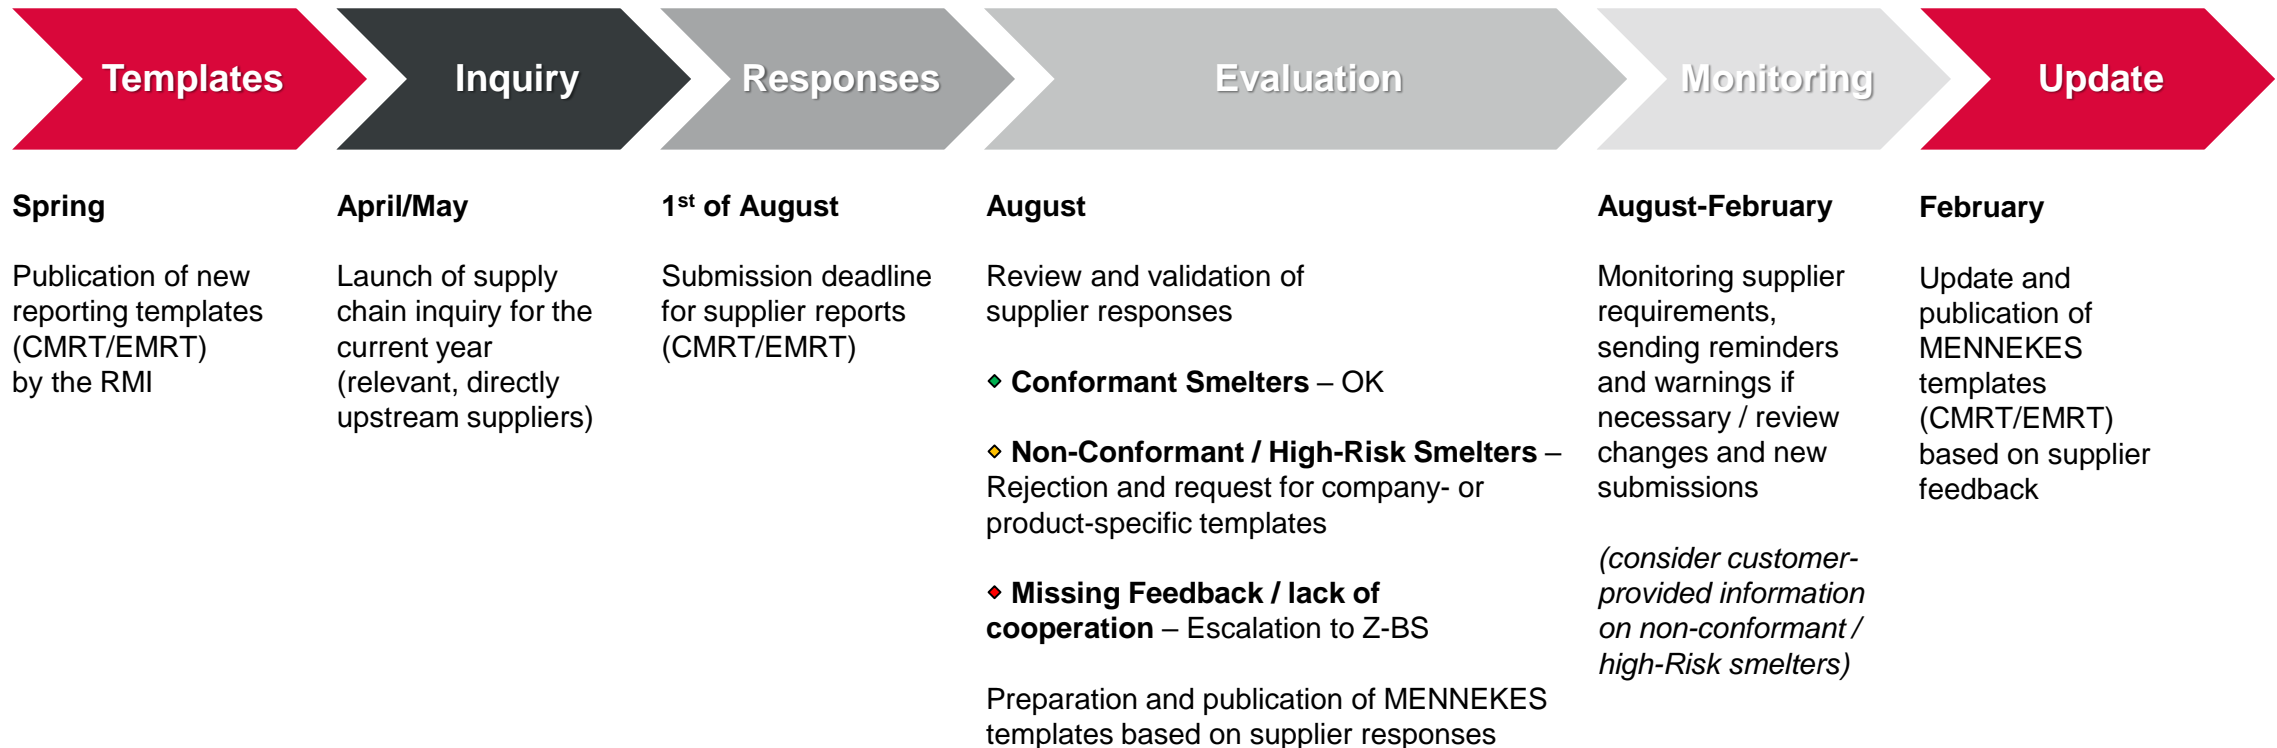 Templates
Inquiry
Responses
Evaluation
Monitoring
Update
Spring
Publication of new
reporting templates
(CMRT/EMRT)
by the RMI
April/May
Launch of supply
chain inquiry for the
current year
(relevant, directly
upstream suppliers)
1st of August
Submission deadline
for supplier reports
(CMRT/EMRT)
August
Review and validation of
supplier responses
Conformant Smelters – OK
Non-Conformant / High-Risk Smelters –
Rejection and request for company- or
product-specific templates
Missing Feedback / lack of
cooperation – Escalation to Z-BS
Preparation and publication of MENNEKES
templates based on supplier responses
August-February
Monitoring supplier
requirements,
sending reminders
and warnings if
necessary / review
changes and new
submissions
(consider customer-
provided information
on non-conformant /
high-Risk smelters)
February
Update and
publication of
MENNEKES
templates
(CMRT/EMRT)
based on supplier
feedback